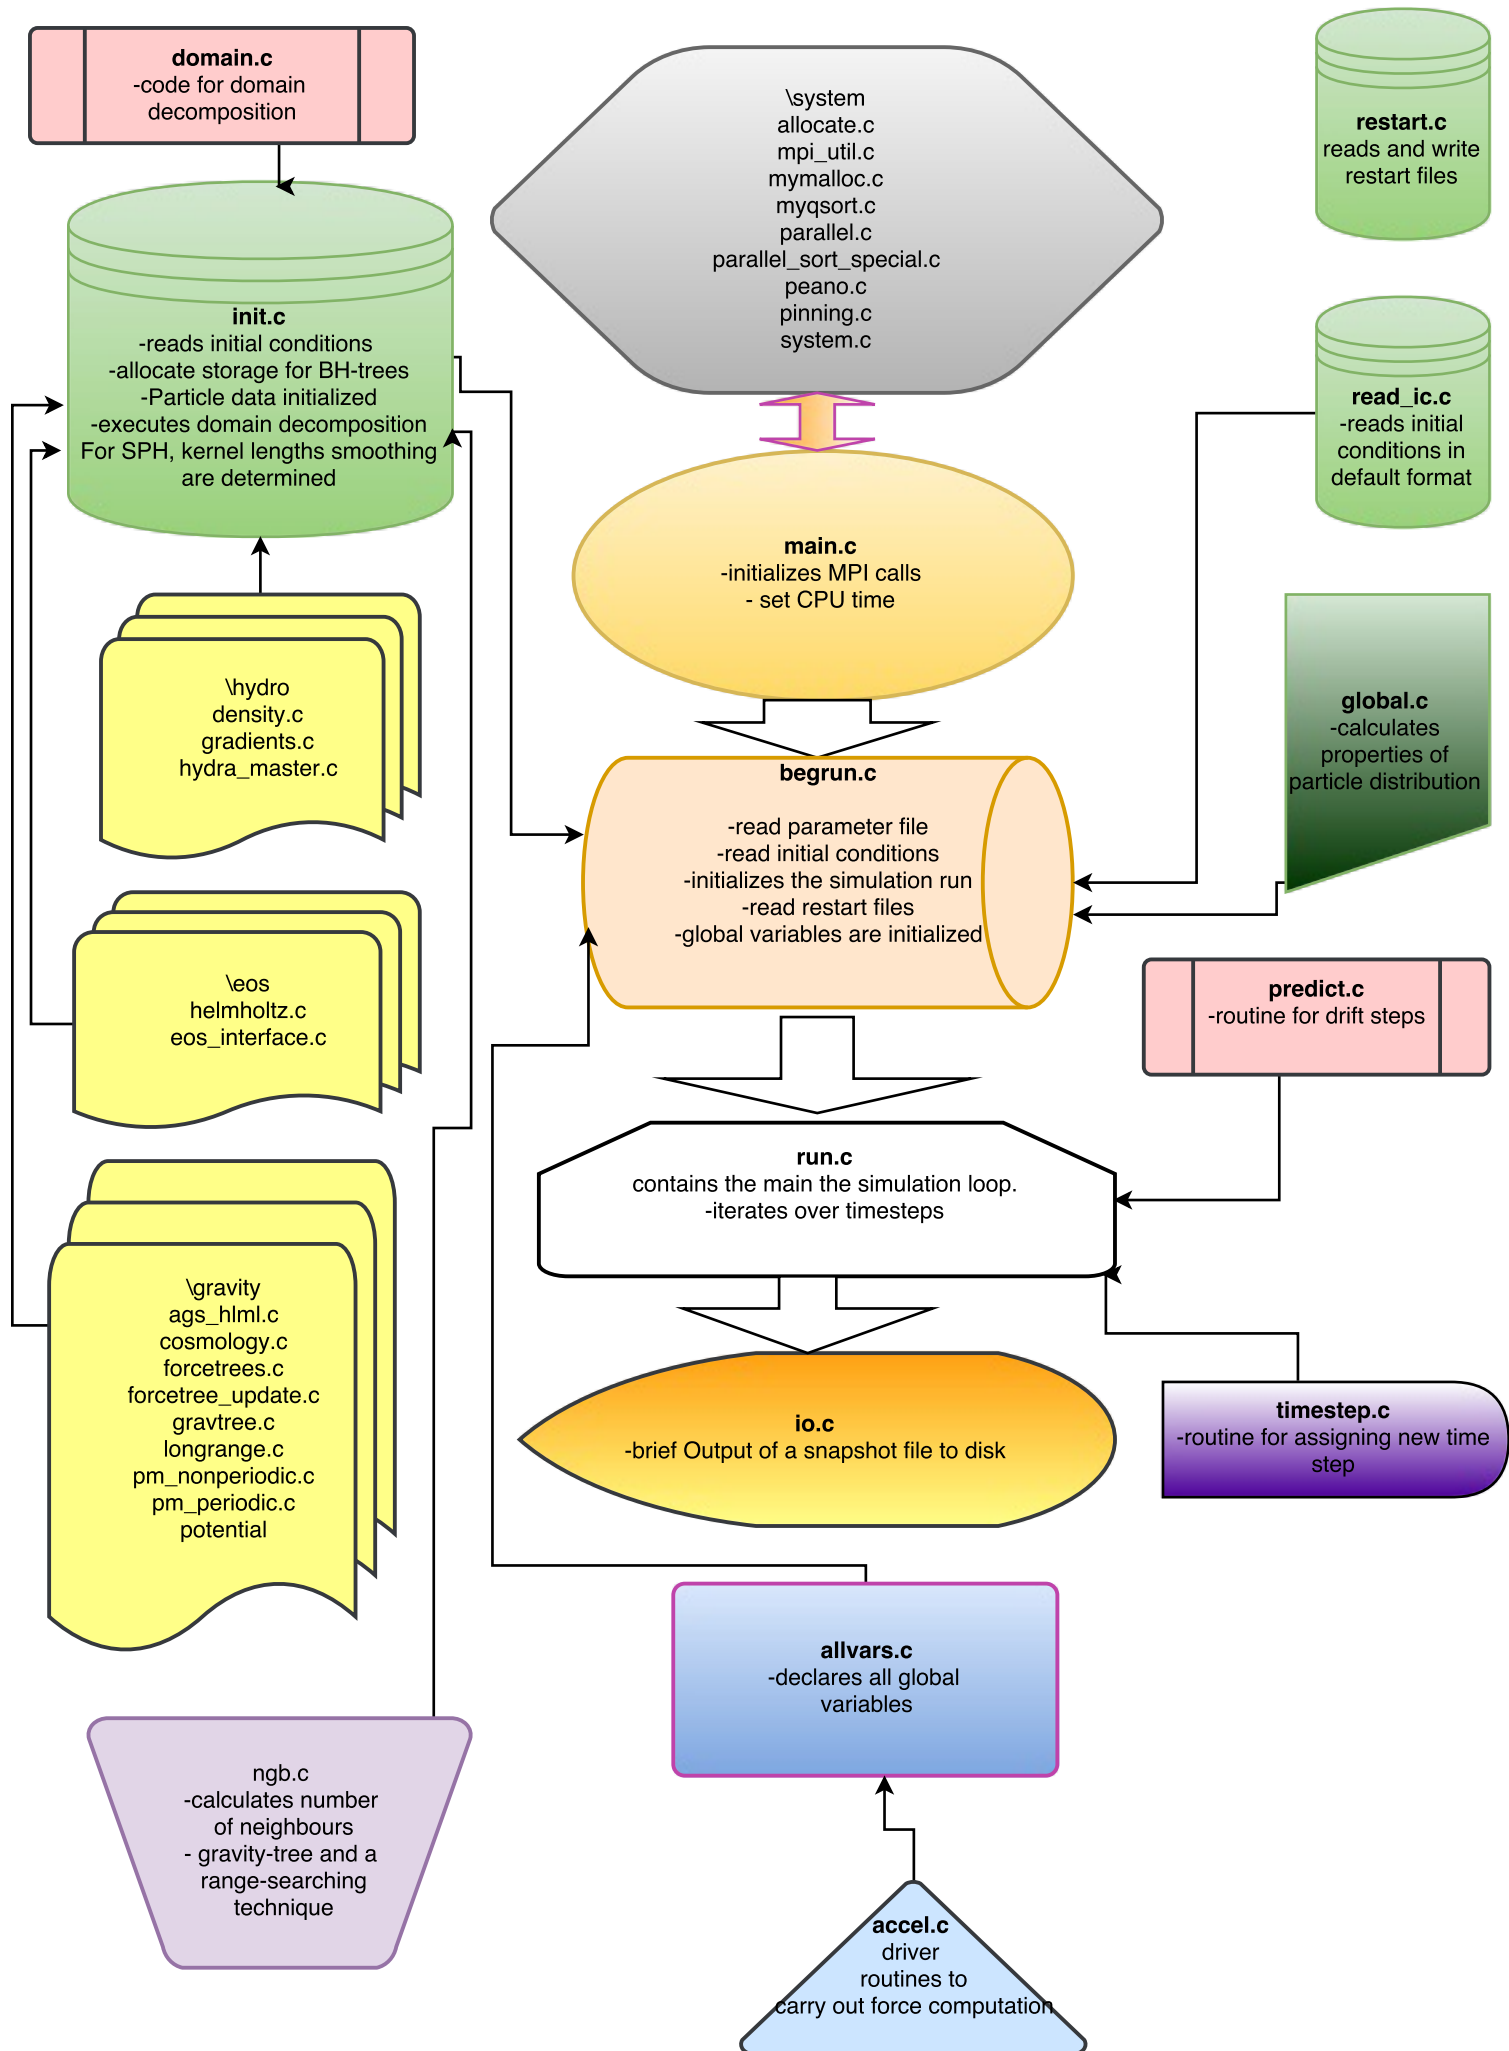 domain.c
-code for domain
decomposition
\system
allocate.c
mpi_util.c
mymalloc.c
myqsort.c
parallel.c
parallel_sort_special.c
peano.c
pinning.c
system.c
restart.c
reads and write
restart files
init.c
-reads initial conditions
-allocate storage for BH-trees
-Particle data initialized
-executes domain decomposition
For SPH, kernel lengths smoothing
are determined
read_ic.c
-reads initial
conditions in
default format
main.c
-initializes MPI calls
- set CPU time
\hydro
density.c
gradients.c
hydra_master.c
global.c
-calculates
properties of
particle distribution
begrun.c
-read parameter file
-read initial conditions
-initializes the simulation run
-read restart files
-global variables are initialized
\eos
helmholtz.c
eos_interface.c
predict.c
-routine for drift steps
run.c
contains the main the simulation loop.
-iterates over timesteps
\gravity
ags_hlml.c
cosmology.c
forcetrees.c
forcetree_update.c
gravtree.c
longrange.c
pm_nonperiodic.c
pm_periodic.c
potential
io.c
-brief Output of a snapshot file to disk
timestep.c
-routine for assigning new time
step
allvars.c
-declares all global
variables
ngb.c
-calculates number
of neighbours
- gravity-tree and a
range-searching
technique
accel.c
driver
routines to
carry out force computation